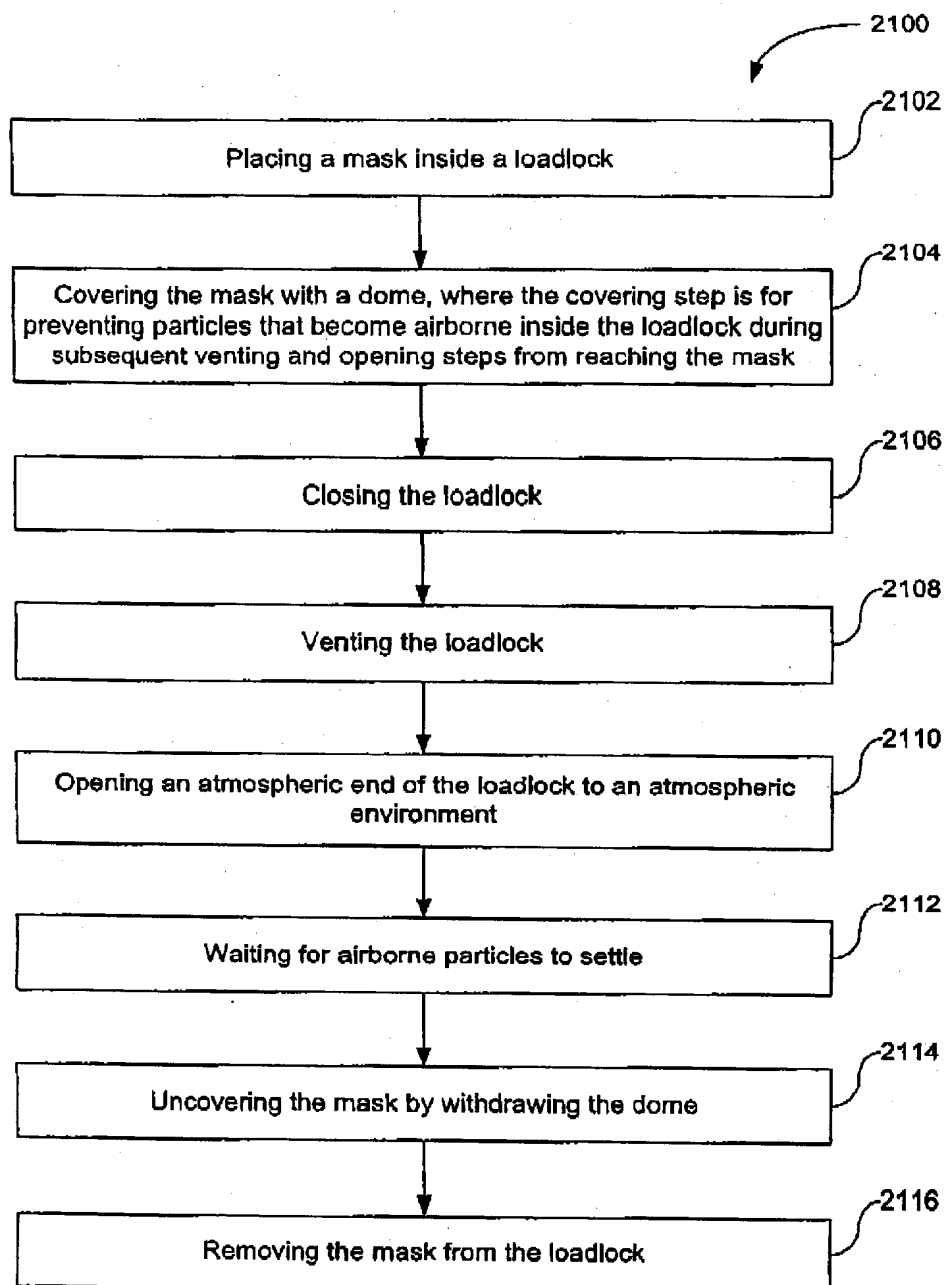 2100
2102
Placing a mask inside a loadlock
2104
Covering the mask with a dome, where the covering step is for
preventing particles that become airborne inside the loadlock during
subsequent venting and opening steps from reaching the mask
2106
Closing the loadlock
2108
Venting the loadlock
2110
Opening an atmospheric end of the loadlock to an atmospheric
environment
2112
Waiting for airborne particles to settle
2114
Uncovering the mask by withdrawing the dome
2116
Removing the mask from the loadlock